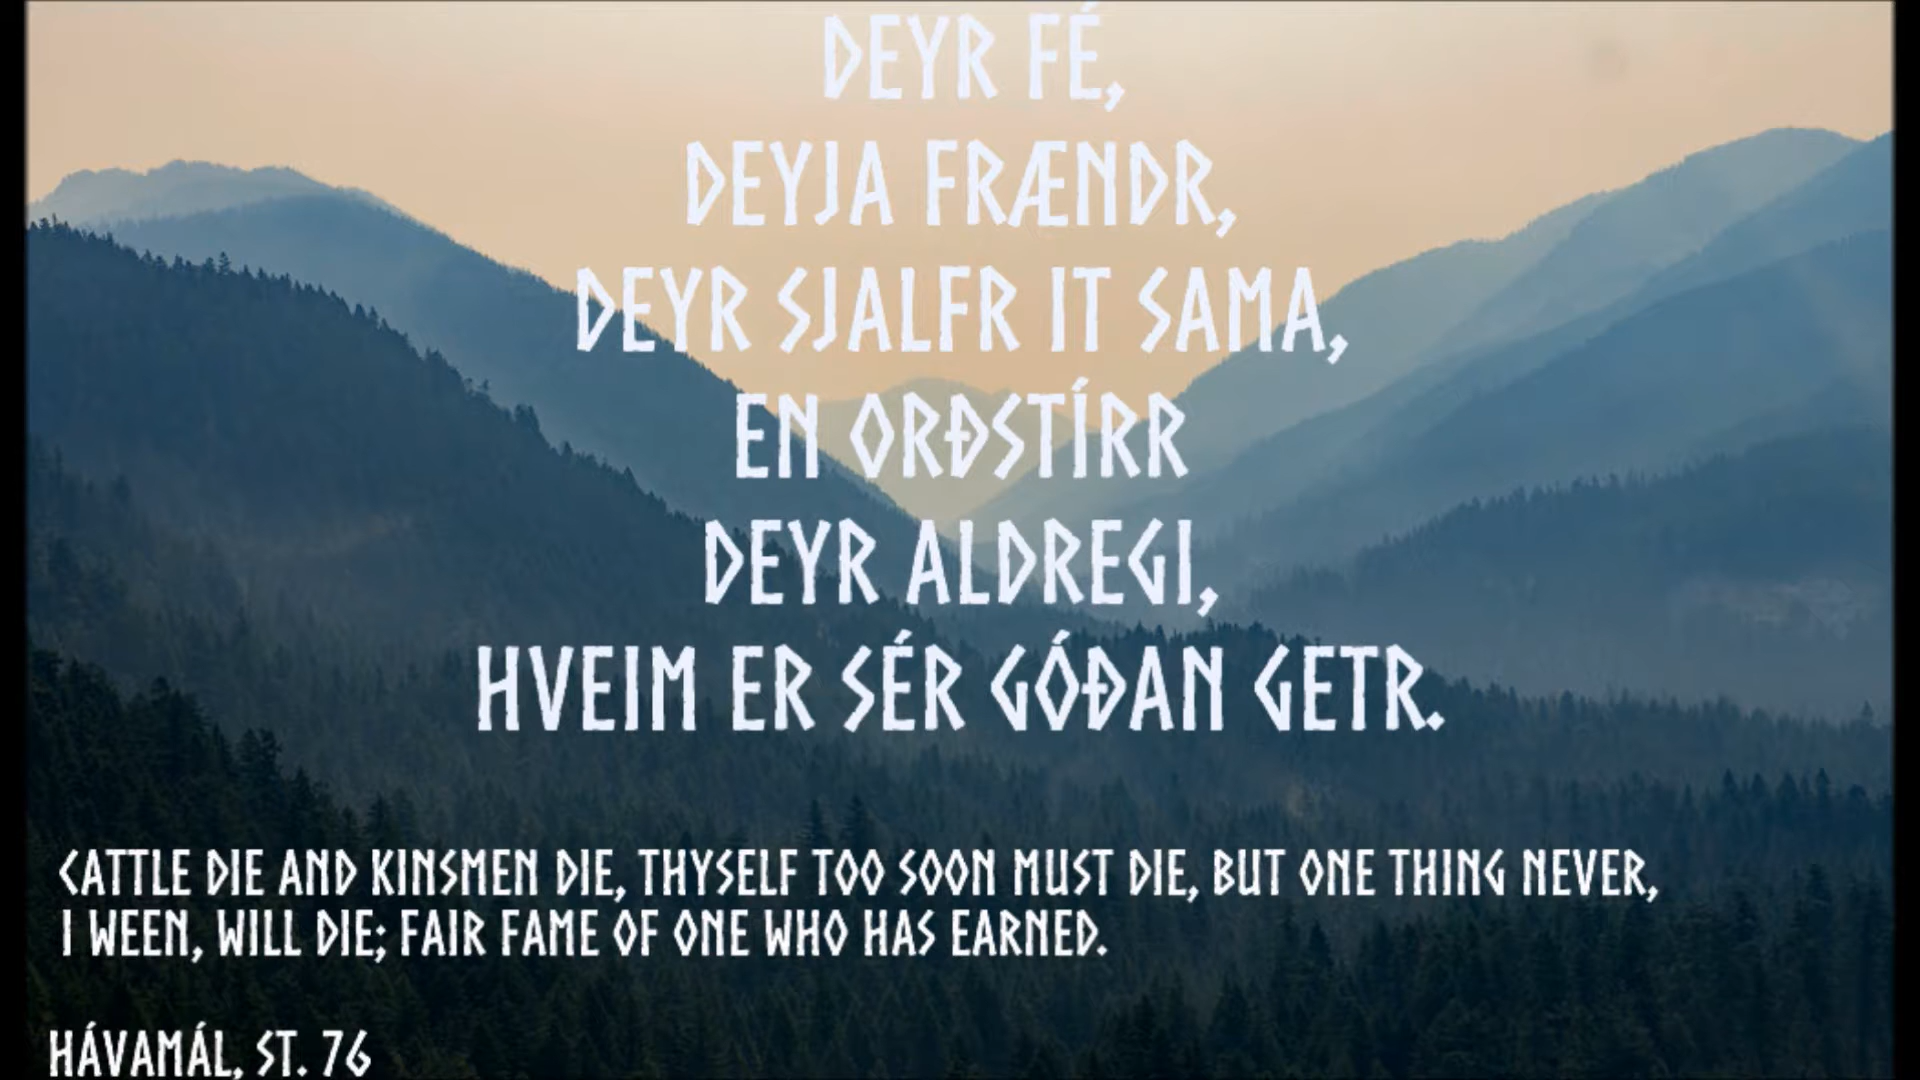 DEYR FÉ,
DEYJA FRÆNDR,
DEYR SJALFR IT SAMA,
EN ORÐSTÍRR
DEYR ALDREGI,
HVEIM ER SÉR GÓÐAN GETR.
CATTLE DIE AND KINSMEN DIE, THYSELF TOO SOON MUST DIE, BUT ONE THING NEVER,
I WEEN, WILL DIE; FAIR FAME OF ONE WHO HAS EARNED.
HÁVAMÁL, ST. 76